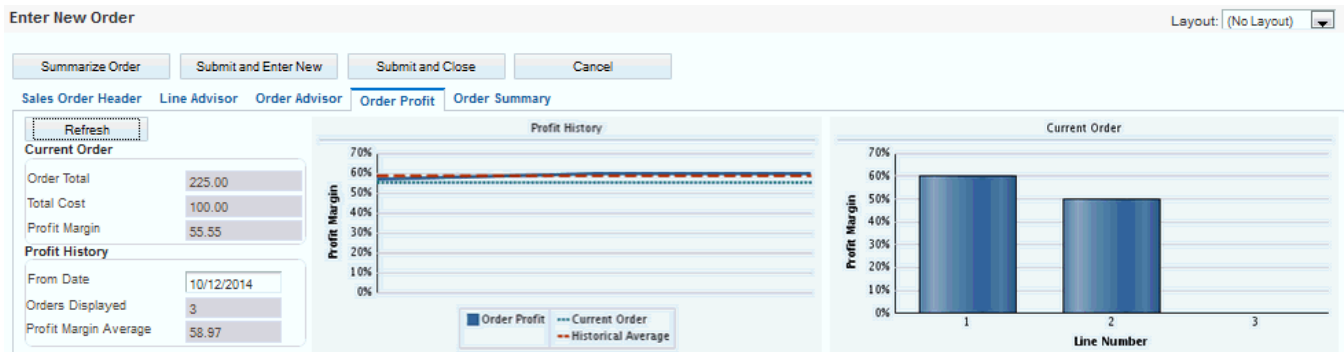 Enter New Order
Layout: (No Layout)
Summarize Order
Submit and Enter New
Submit and Close
Cancel
Sales Order Header
Line Advisor
Order Advisor
Order Profit
Order Summary
Refresh
Current Order
Order Total 225.00
Total Cost 100.00
Profit Margin 55.55
Profit History
From Date 10/12/2014
Orders Displayed 3
Profit Margin Average 58.97
Profit History
Profit Margin
70%
60%
50%
40%
30%
20%
10%
0%
Order Profit
Current Order
Historical Average
Current Order
Profit Margin
70%
60%
50%
40%
30%
20%
10%
0%
1 2 3
Line Number